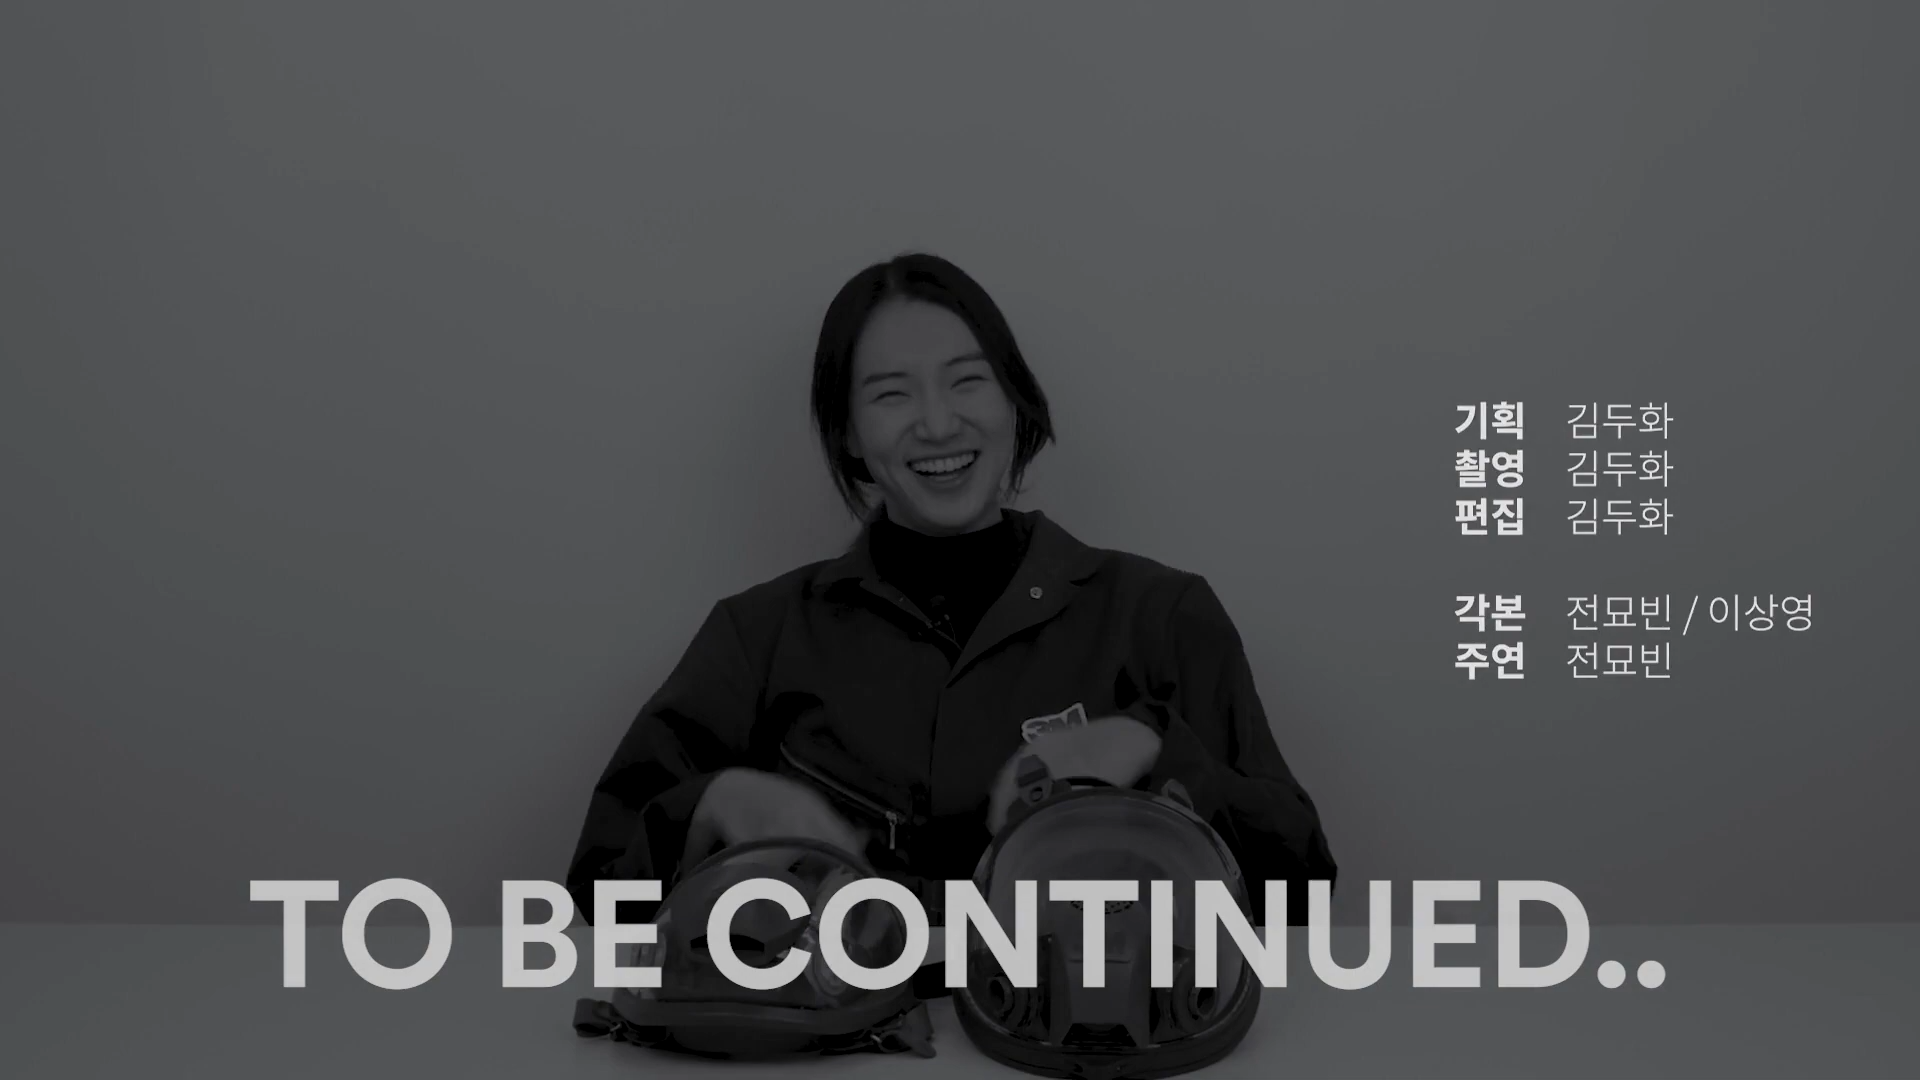 기획 김두화
촬영 김두화
편집 김두화
각본 전묘빈 / 이상영
주연 전묘빈
3M
TO BE CONTINUED..